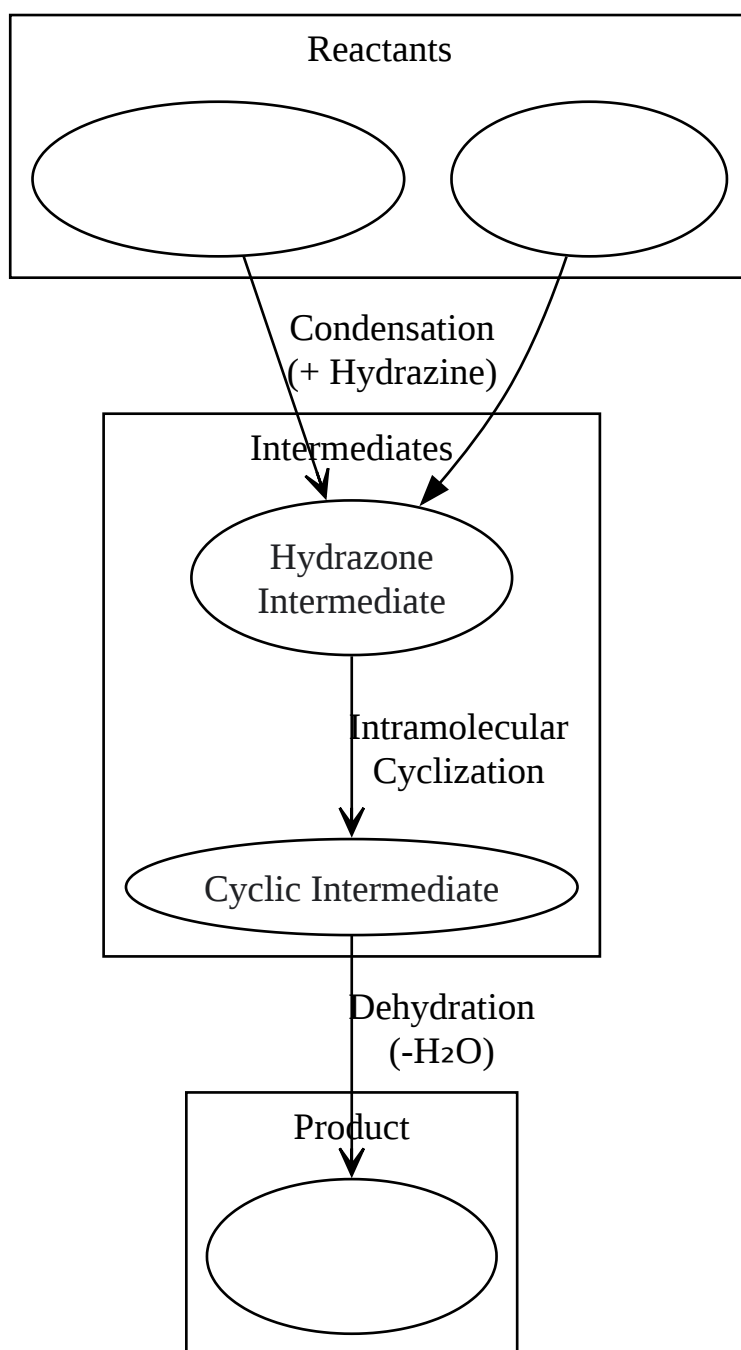 Reactants
Condensation
(+ Hydrazine)
Intermediates
Hydrazone
Intermediate
Intramolecular
Cyclization
Cyclic Intermediate
Dehydration
(-H₂O)
Product